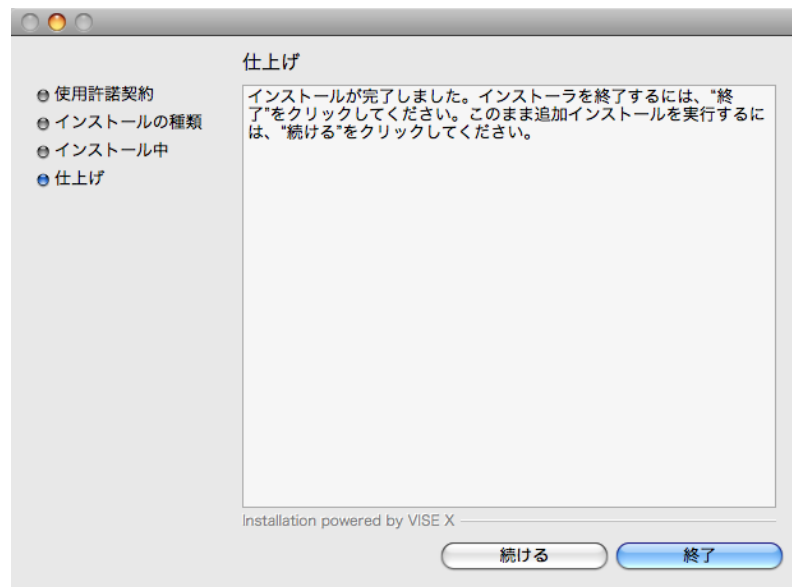 仕上げ
使用許諾契約
インストールの種類
インストール中
仕上げ
インストールが完了しました。インストーラを終了するには、“終
了”をクリックしてください。このまま追加インストールを実行するに
は、“続ける”をクリックしてください。
Installation powered by VISE X
続ける
終了